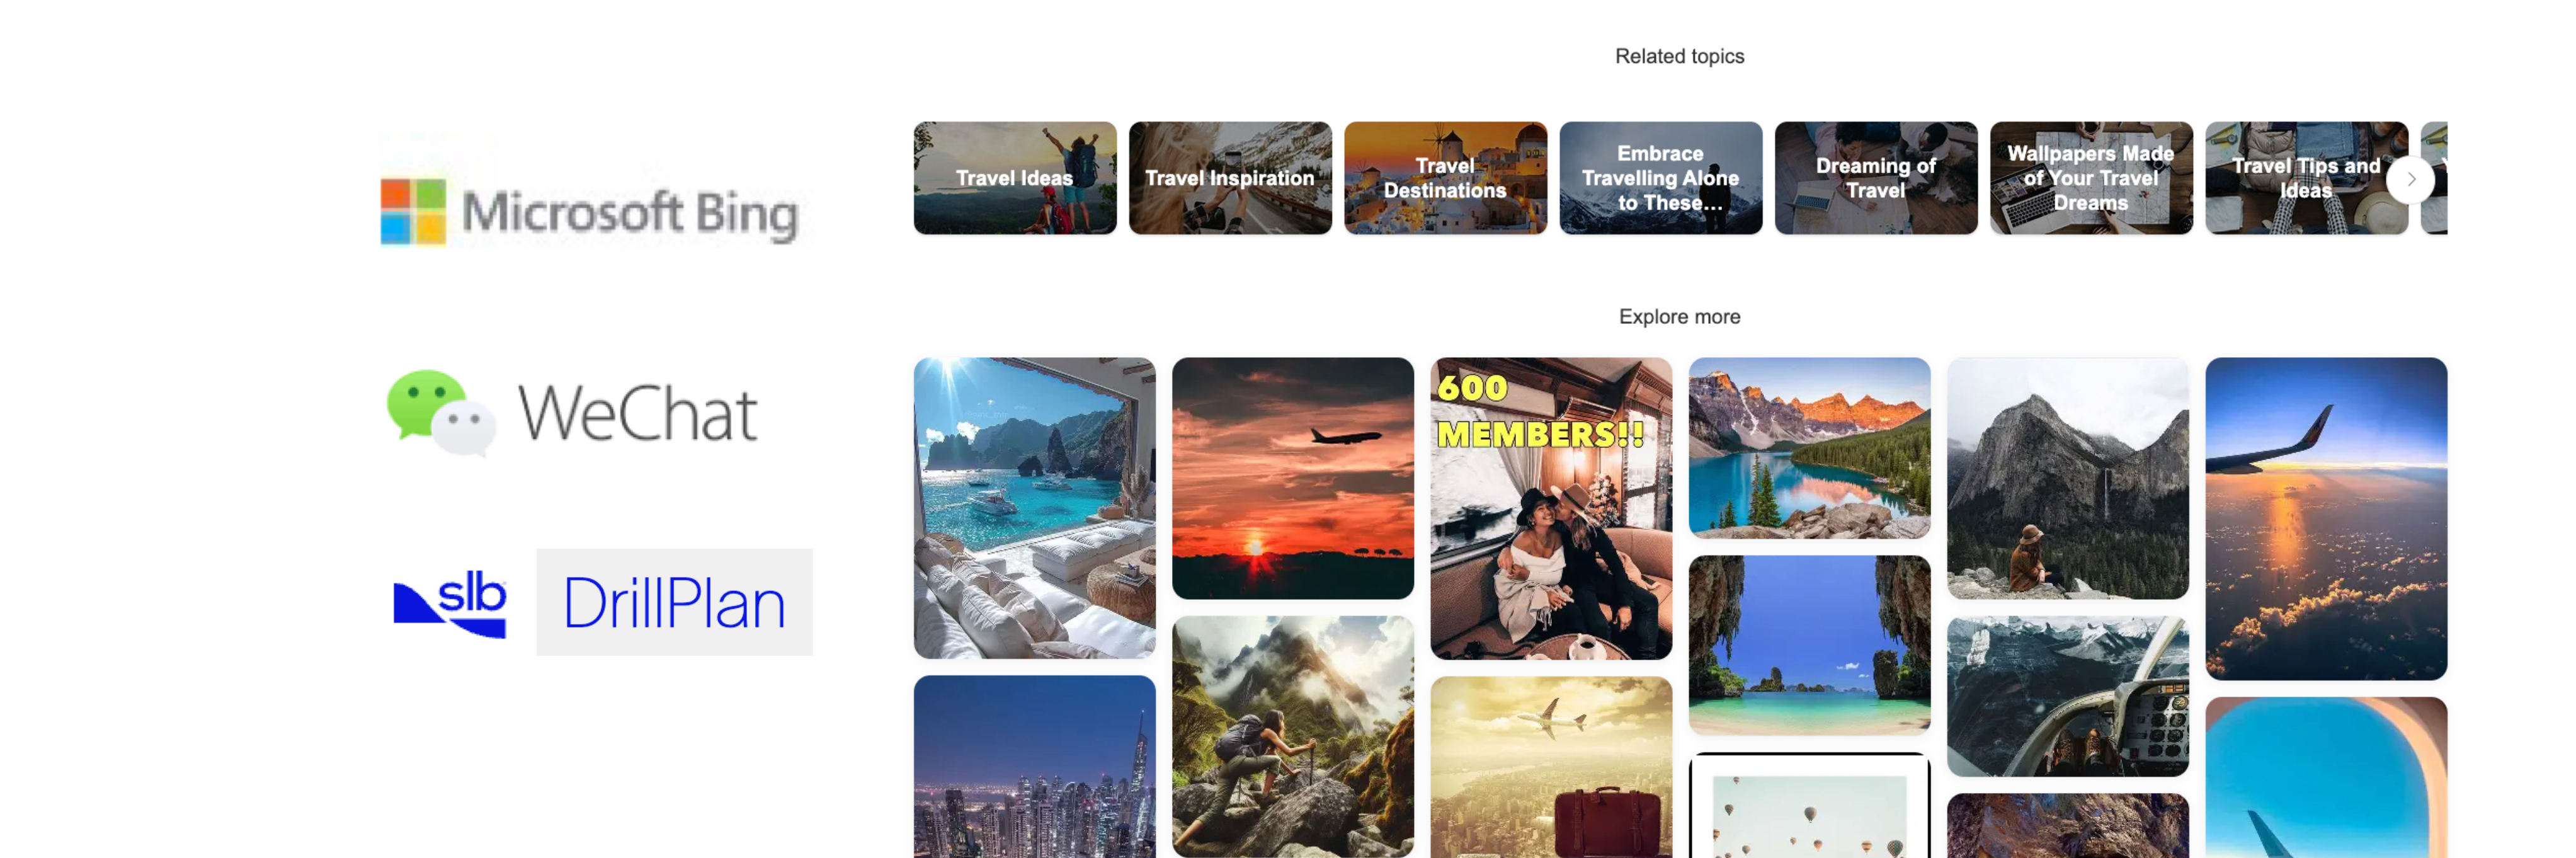 Microsoft Bing
WeChat
slb
DrillPlan
Related topics
Travel Ideas
Travel Inspiration
Travel
Destinations
Embrace
Travelling Alone
to These...
Dreaming of
Travel
Wallpapers Made
of Your Travel
Dreams
Travel Tips and
Ideas
Explore more
600
MEMBERS!!